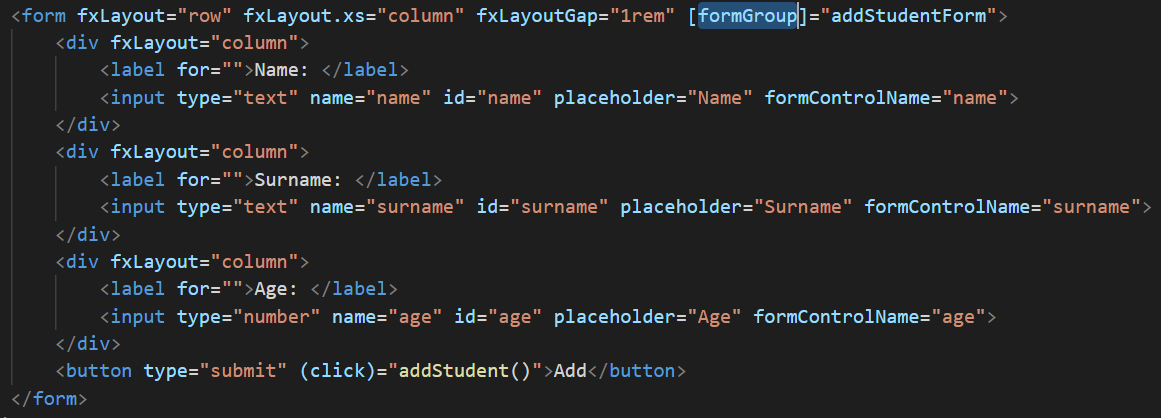 <form fxLayout="row" fxLayout.xs="column" fxLayoutGap="1rem" [formGroup]="addStudentForm">
    <div fxLayout="column">
        <label for="">Name: </label>
        <input type="text" name="name" id="name" placeholder="Name" formControlName="name">
    </div>
    <div fxLayout="column">
        <label for="">Surname: </label>
        <input type="text" name="surname" id="surname" placeholder="Surname" formControlName="surname">
    </div>
    <div fxLayout="column">
        <label for="">Age: </label>
        <input type="number" name="age" id="age" placeholder="Age" formControlName="age">
    </div>
    <button type="submit" (click)="addStudent()">Add</button>
</form>